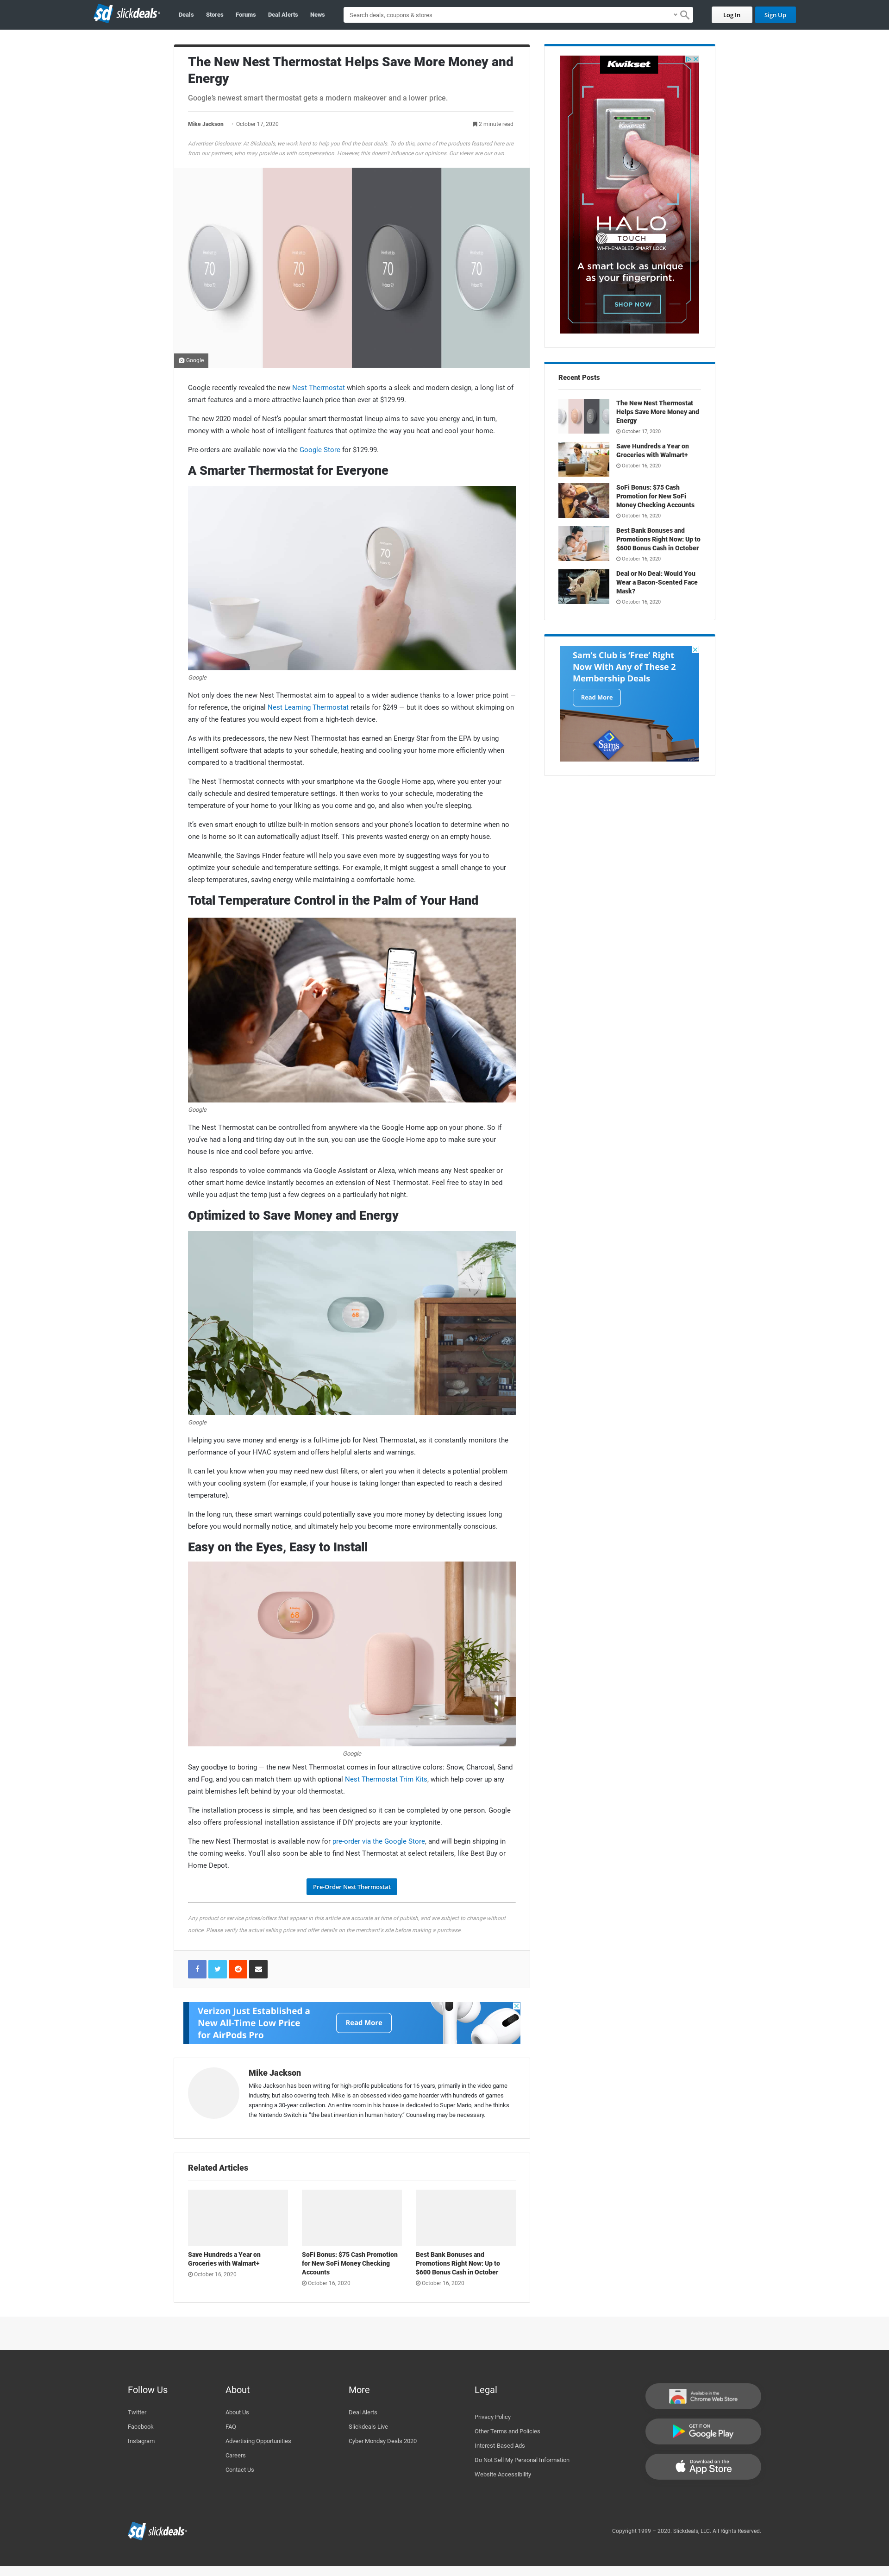 slickdeals
Deals Stores Forums Deal Alerts News
Search deals, coupons & stores
Log In
Sign Up
The New Nest Thermostat Helps Save More Money and
Energy
Google's newest smart thermostat gets a modern makeover and a lower price.
Mike Jackson · October 17, 2020
2 minute read
Advertiser Disclosure: At Slickdeals, we work hard to help you find the best deals. To do this, some of the products featured here are
from our partners, who may provide us with compensation. However, this doesn't influence our opinions. Our views are our own.
70
70
70
70
Google
Google recently revealed the new Nest Thermostat which sports a sleek and modern design, a long list of
smart features and a more attractive launch price than ever at $129.99.
The new 2020 model of Nest's popular smart thermostat lineup aims to save you energy and, in turn,
money with a whole host of intelligent features that optimize the way you heat and cool your home.
Pre-orders are available now via the Google Store for $129.99.
A Smarter Thermostat for Everyone
70
Google
Not only does the new Nest Thermostat aim to appeal to a wider audience thanks to a lower price point —
for reference, the original Nest Learning Thermostat retails for $249 — but it does so without skimping on
any of the features you would expect from a high-tech device.
As with its predecessors, the new Nest Thermostat has earned an Energy Star from the EPA by using
intelligent software that adapts to your schedule, heating and cooling your home more efficiently when
compared to a traditional thermostat.
The Nest Thermostat connects with your smartphone via the Google Home app, where you enter your
daily schedule and desired temperature settings. It then works to your schedule, moderating the
temperature of your home to your liking as you come and go, and also when you're sleeping.
It's even smart enough to utilize built-in motion sensors and your phone's location to determine when no
one is home so it can automatically adjust itself. This prevents wasted energy on an empty house.
Meanwhile, the Savings Finder feature will help you save even more by suggesting ways for you to
optimize your schedule and temperature settings. For example, it might suggest a small change to your
sleep temperatures, saving energy while maintaining a comfortable home.
Total Temperature Control in the Palm of Your Hand
Google
The Nest Thermostat can be controlled from anywhere via the Google Home app on your phone. So if
you've had a long and tiring day out in the sun, you can use the Google Home app to make sure your
house is nice and cool before you arrive.
It also responds to voice commands via Google Assistant or Alexa, which means any Nest speaker or
other smart home device instantly becomes an extension of Nest Thermostat. Feel free to stay in bed
while you adjust the temp just a few degrees on a particularly hot night.
Optimized to Save Money and Energy
68
Google
Helping you save money and energy is a full-time job for Nest Thermostat, as it constantly monitors the
performance of your HVAC system and offers helpful alerts and warnings.
It can let you know when you may need new dust filters, or alert you when it detects a potential problem
with your cooling system (for example, if your house is taking longer than expected to reach a desired
temperature).
In the long run, these smart warnings could potentially save you more money by detecting issues long
before you would normally notice, and ultimately help you become more environmentally conscious.
Easy on the Eyes, Easy to Install
68
Google
Say goodbye to boring — the new Nest Thermostat comes in four attractive colors: Snow, Charcoal, Sand
and Fog, and you can match them up with optional Nest Thermostat Trim Kits, which help cover up any
paint blemishes left behind by your old thermostat.
The installation process is simple, and has been designed so it can be completed by one person. Google
also offers professional installation assistance if DIY projects are your kryptonite.
The new Nest Thermostat is available now for pre-order via the Google Store, and will begin shipping in
the coming weeks. You'll also soon be able to find Nest Thermostat at select retailers, like Best Buy or
Home Depot.
Pre-Order Nest Thermostat
Any product or service prices/offers that appear in this article are accurate at time of publish, and are subject to change without
notice. Please verify the actual selling price and offer details on the merchant's site before making a purchase.
Verizon Just Established a
New All-Time Low Price
for AirPods Pro
Read More
Mike Jackson
Mike Jackson has been writing for high-profile publications for 16 years, primarily in the video game
industry, but also covering tech. Mike is an obsessed video game hoarder with hundreds of games
spanning a 30-year collection. An entire room in his house is dedicated to Super Mario, and he thinks
the Nintendo Switch is "the best invention in human history." Counseling may be necessary.
Related Articles
Save Hundreds a Year on
Groceries with Walmart+
October 16, 2020
SoFi Bonus: $75 Cash Promotion
for New SoFi Money Checking
Accounts
October 16, 2020
Best Bank Bonuses and
Promotions Right Now: Up to
$600 Bonus Cash in October
October 16, 2020
Kwikset
HALO
TOUCH
WI-FI-ENABLED SMART LOCK
A smart lock as unique
as your fingerprint.
SHOP NOW
Recent Posts
The New Nest Thermostat
Helps Save More Money and
Energy
October 17, 2020
Save Hundreds a Year on
Groceries with Walmart+
October 16, 2020
SoFi Bonus: $75 Cash
Promotion for New SoFi
Money Checking Accounts
October 16, 2020
Best Bank Bonuses and
Promotions Right Now: Up to
$600 Bonus Cash in October
October 16, 2020
Deal or No Deal: Would You
Wear a Bacon-Scented Face
Mask?
October 16, 2020
Sam's Club is 'Free' Right
Now With Any of These 2
Membership Deals
Read More
Sams
Follow Us
Twitter
Facebook
Instagram
About
About Us
FAQ
Advertising Opportunities
Careers
Contact Us
More
Deal Alerts
Slickdeals Live
Cyber Monday Deals 2020
Legal
Privacy Policy
Other Terms and Policies
Interest-Based Ads
Do Not Sell My Personal Information
Website Accessibility
Available in the
Chrome Web Store
GET IT ON
Google Play
Download on the
App Store
slickdeals
Copyright 1999 – 2020. Slickdeals, LLC. All Rights Reserved.